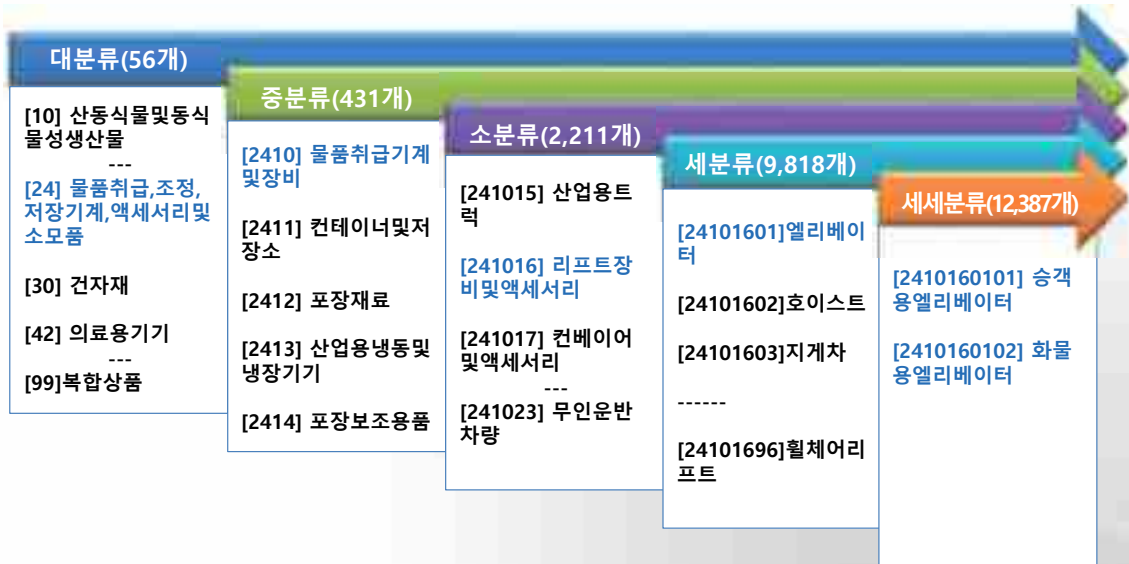 대분류(56개)
[10] 산동식물및동식
물성생산물
---
[24] 물품취급,조정,
저장기계,액세서리및
소모품
[30] 건자재
[42] 의료용기기
---
[99]복합상품
중분류(431개)
[2410] 물품취급기계
및장비
[2411] 컨테이너및저
장소
[2412] 포장재료
[2413] 산업용냉동및
냉장기기
[2414] 포장보조용품
소분류(2,211개)
[241015] 산업용트
럭
[241016] 리프트장
비및액세서리
[241017] 컨베이어
및액세서리
---
[241023] 무인운반
차량
세분류(9,818개)
[24101601]엘리베이
터
[24101602]호이스트
[24101603]지게차
------
[24101696]휠체어리
프트
세세분류(12,387개)
[2410160101] 승객
용엘리베이터
[2410160102] 화물
용엘리베이터